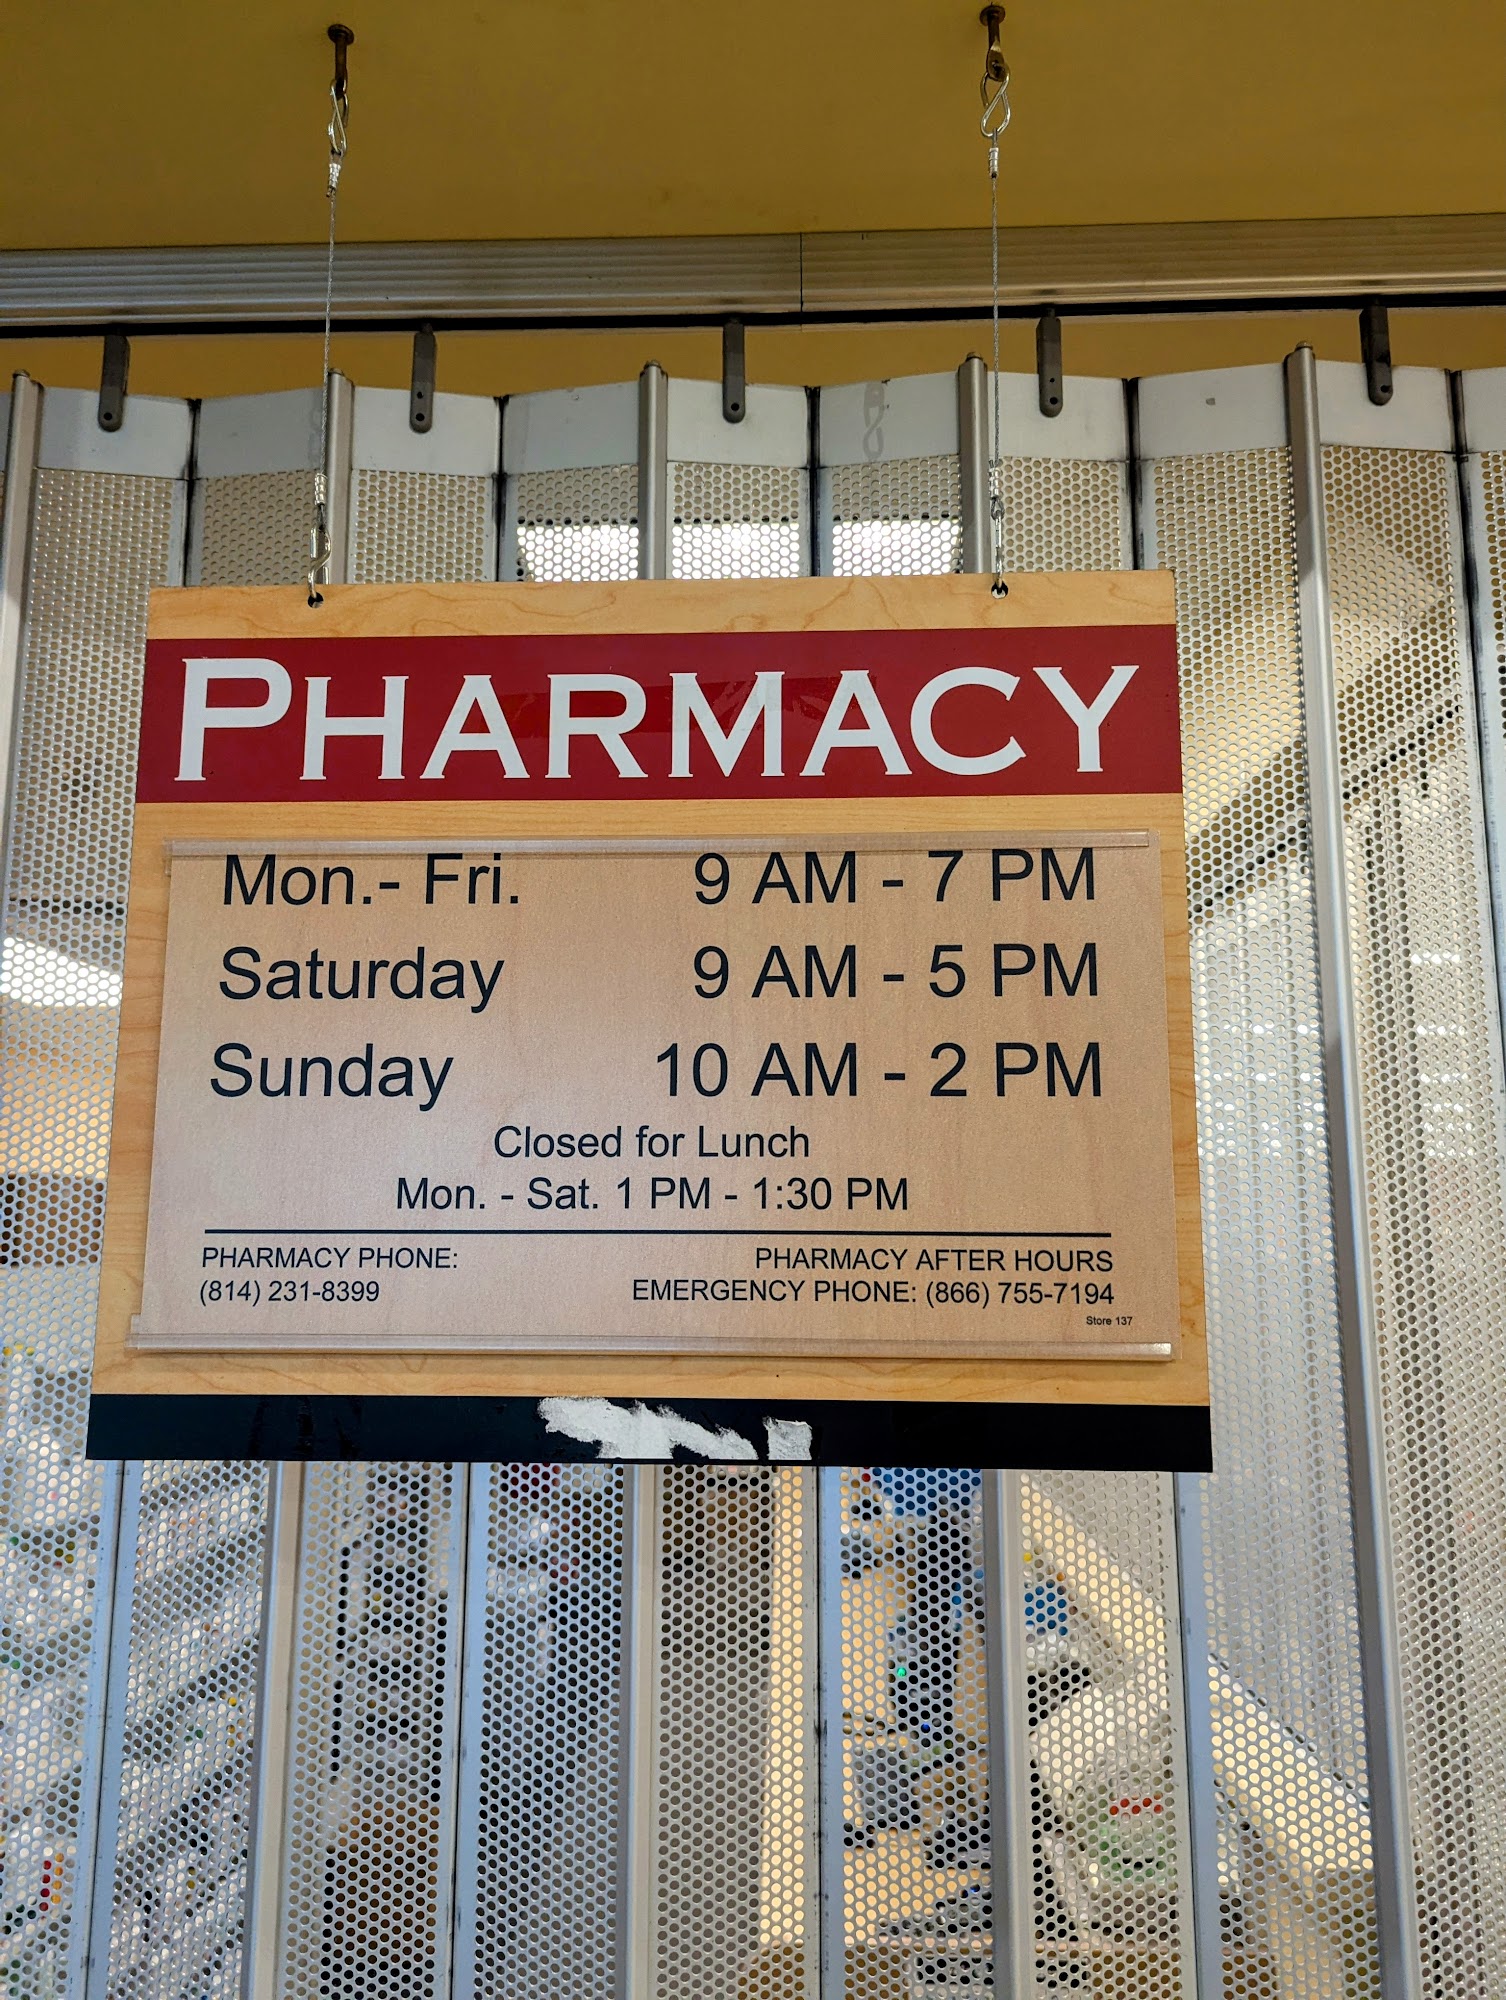 PHARMACY
Mon.- Fri. 9 AM - 7 PM
Saturday 9 AM - 5 PM
Sunday 10 AM - 2 PM
Closed for Lunch
Mon. - Sat. 1 PM - 1:30 PM
PHARMACY PHONE:
(814) 231-8399
PHARMACY AFTER HOURS
EMERGENCY PHONE: (866) 755-7194
Store 137